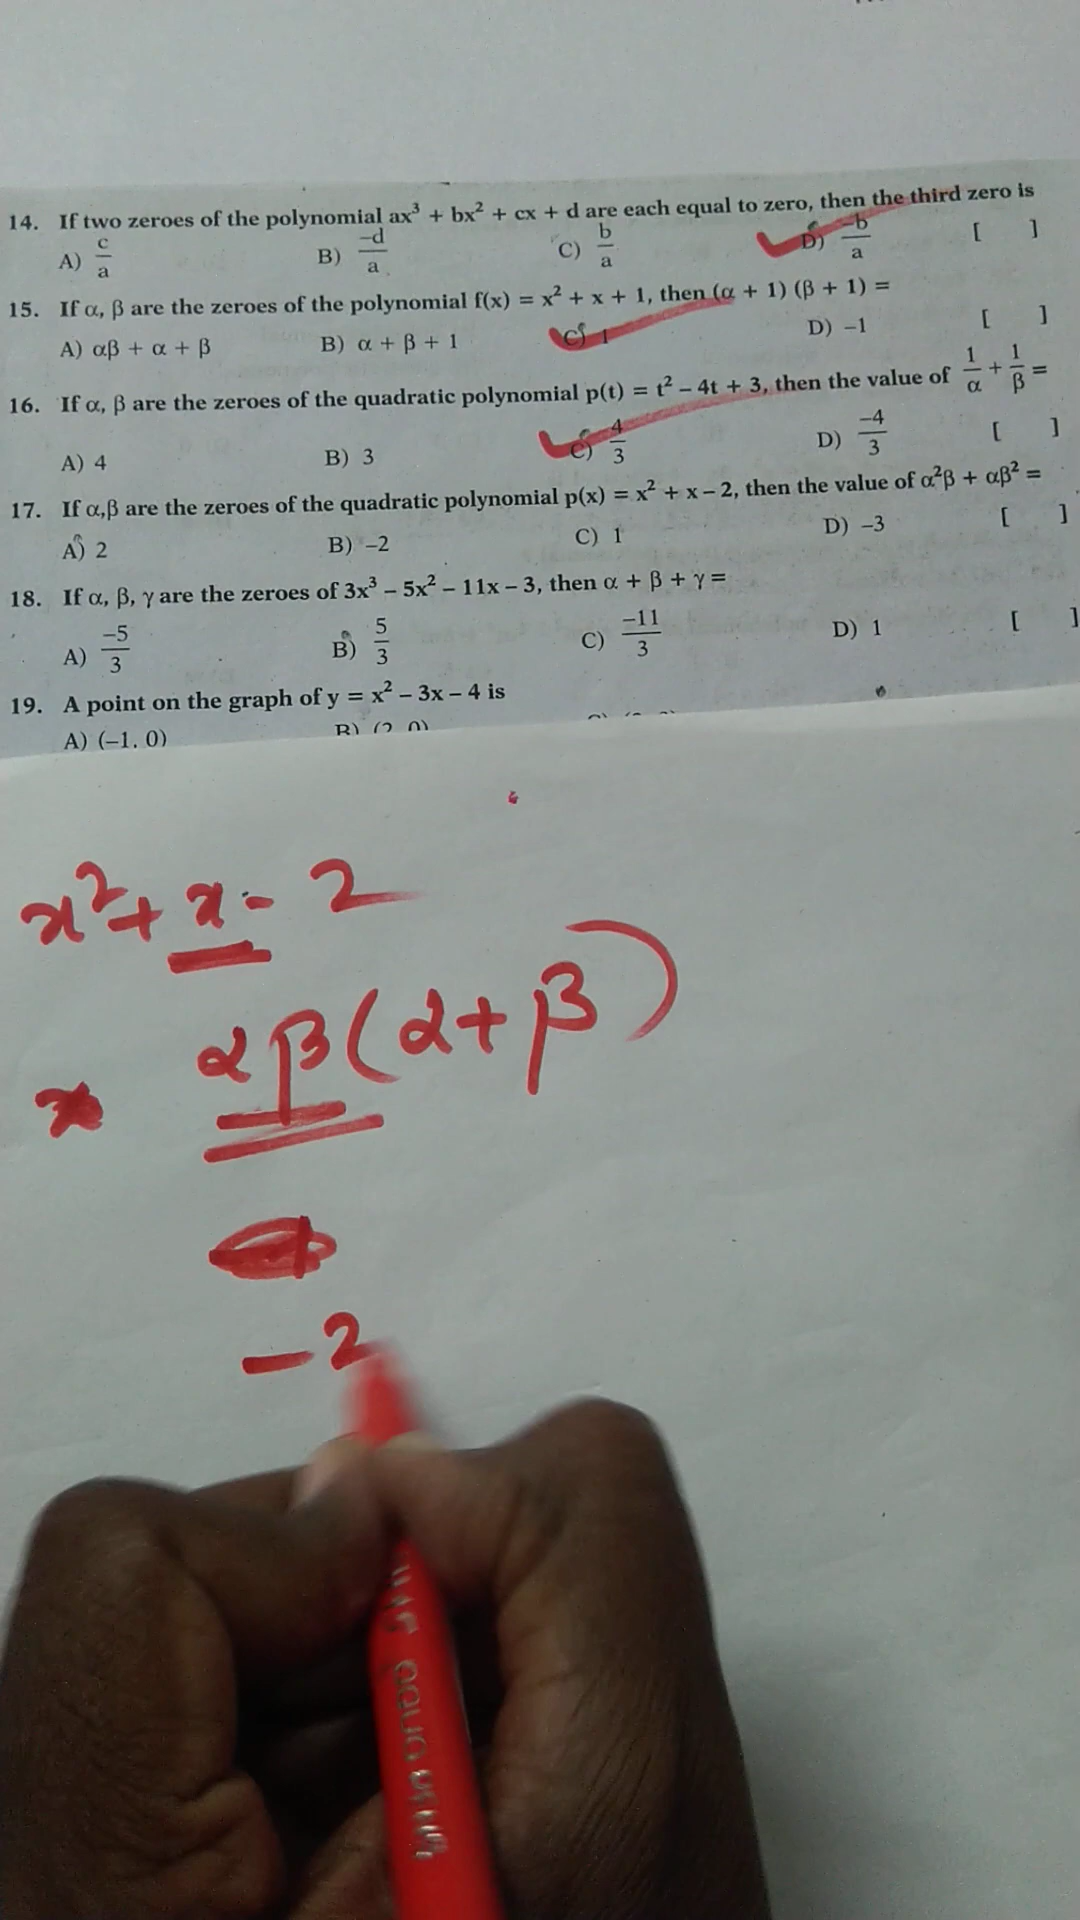 14. If two zeroes of the polynomial ax³ + bx² + cx + d are each equal to zero, then the third zero is
A) c/a B) -d/a C) b/a D) -b/a [ ]
15. If α, β are the zeroes of the polynomial f(x) = x² + x + 1, then (α + 1) (β + 1) =
A) αβ + α + β B) α + β + 1 C) 1 D) −1 [ ]
16. If α, β are the zeroes of the quadratic polynomial p(t) = t² − 4t + 3, then the value of 1/α + 1/β =
A) 4 B) 3 C) 4/3 D) -4/3 [ ]
17. If α,β are the zeroes of the quadratic polynomial p(x) = x² + x − 2, then the value of α²β + αβ² =
A) 2 B) −2 C) 1 D) −3 [ ]
18. If α, β, γ are the zeroes of 3x³ − 5x² − 11x − 3, then α + β + γ =
A) -5/3 B) 5/3 C) -11/3 D) 1 [ ]
19. A point on the graph of y = x² − 3x − 4 is
A) (−1, 0) B) (2, 0)
x² + x - 2
αβ(α+β)
x
-2